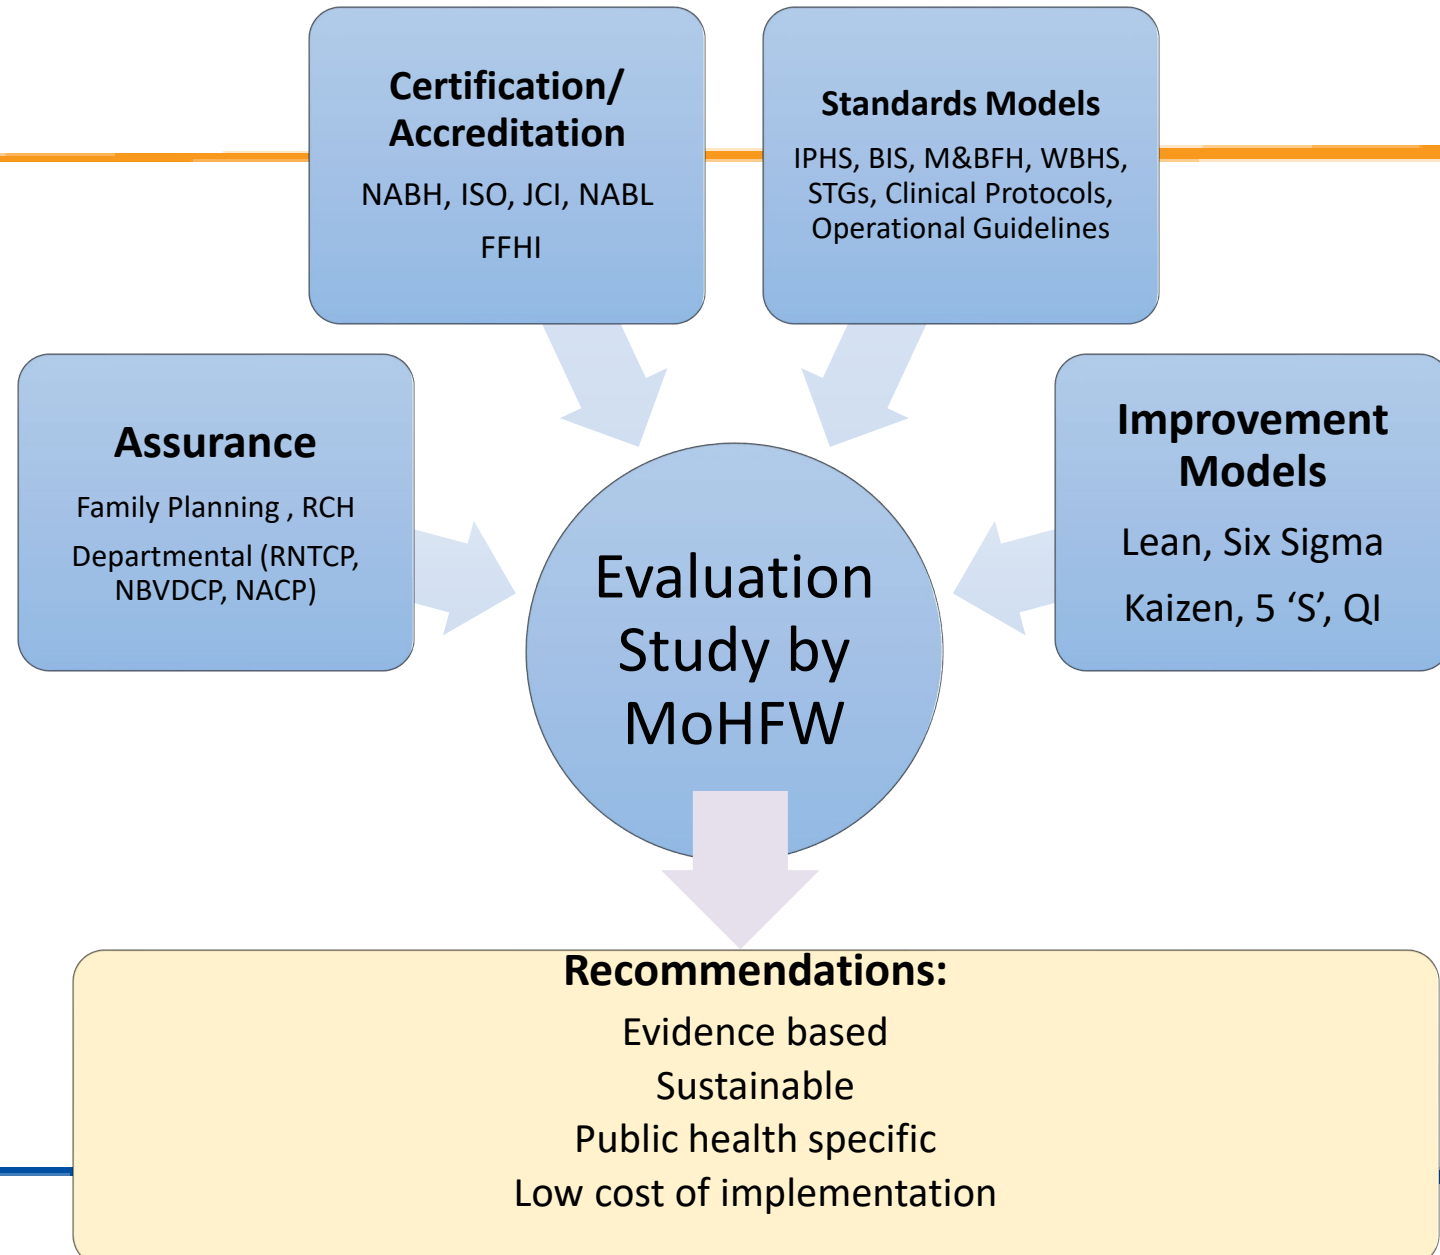 Certification/
Accreditation
NABH, ISO, JCI, NABL
FFHI
Standards Models
IPHS, BIS, M&BFH, WBHS,
STGs, Clinical Protocols,
Operational Guidelines
Assurance
Family Planning , RCH
Departmental (RNTCP,
NBVDCP, NACP)
Improvement
Models
Lean, Six Sigma
Kaizen, 5 ‘S’, QI
Evaluation
Study by
MoHFW
Recommendations:
Evidence based
Sustainable
Public health specific
Low cost of implementation